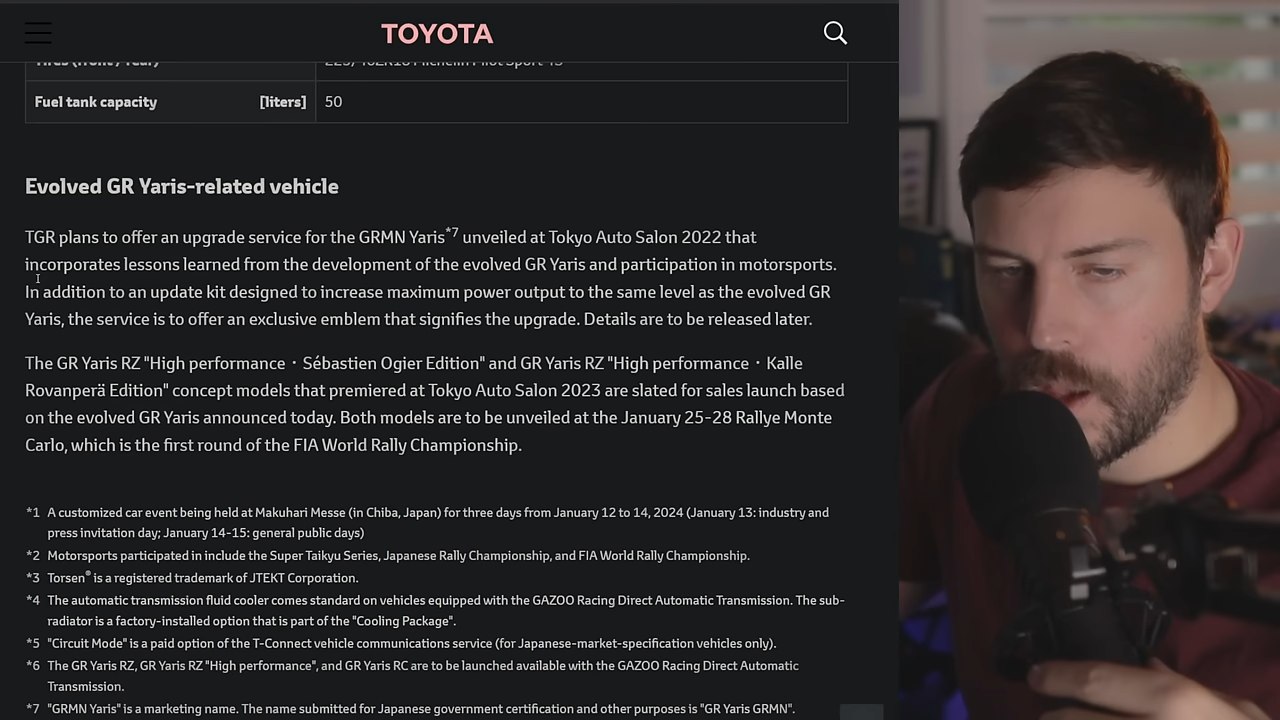 TOYOTA
Tires (front / rear) 225/40ZR18 Michelin Pilot Sport 4S
Fuel tank capacity [liters] 50
Evolved GR Yaris-related vehicle
TGR plans to offer an upgrade service for the GRMN Yaris*7 unveiled at Tokyo Auto Salon 2022 that
incorporates lessons learned from the development of the evolved GR Yaris and participation in motorsports.
In addition to an update kit designed to increase maximum power output to the same level as the evolved GR
Yaris, the service is to offer an exclusive emblem that signifies the upgrade. Details are to be released later.
The GR Yaris RZ "High performance・Sébastien Ogier Edition" and GR Yaris RZ "High performance・Kalle
Rovanperä Edition" concept models that premiered at Tokyo Auto Salon 2023 are slated for sales launch based
on the evolved GR Yaris announced today. Both models are to be unveiled at the January 25-28 Rallye Monte
Carlo, which is the first round of the FIA World Rally Championship.
*1 A customized car event being held at Makuhari Messe (in Chiba, Japan) for three days from January 12 to 14, 2024 (January 13: industry and
press invitation day; January 14-15: general public days)
*2 Motorsports participated in include the Super Taikyu Series, Japanese Rally Championship, and FIA World Rally Championship.
*3 Torsen® is a registered trademark of JTEKT Corporation.
*4 The automatic transmission fluid cooler comes standard on vehicles equipped with the GAZOO Racing Direct Automatic Transmission. The sub-
radiator is a factory-installed option that is part of the "Cooling Package".
*5 "Circuit Mode" is a paid option of the T-Connect vehicle communications service (for Japanese-market-specification vehicles only).
*6 The GR Yaris RZ, GR Yaris RZ "High performance", and GR Yaris RC are to be launched available with the GAZOO Racing Direct Automatic
Transmission.
*7 "GRMN Yaris" is a marketing name. The name submitted for Japanese government certification and other purposes is "GR Yaris GRMN".